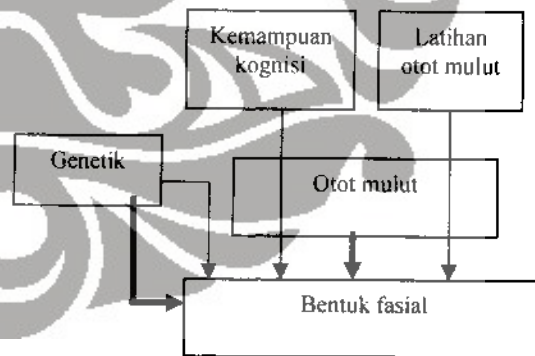 Kemampuan
kognisi
Latihan
otot mulut
Genetik
Otot mulut
Bentuk fasial